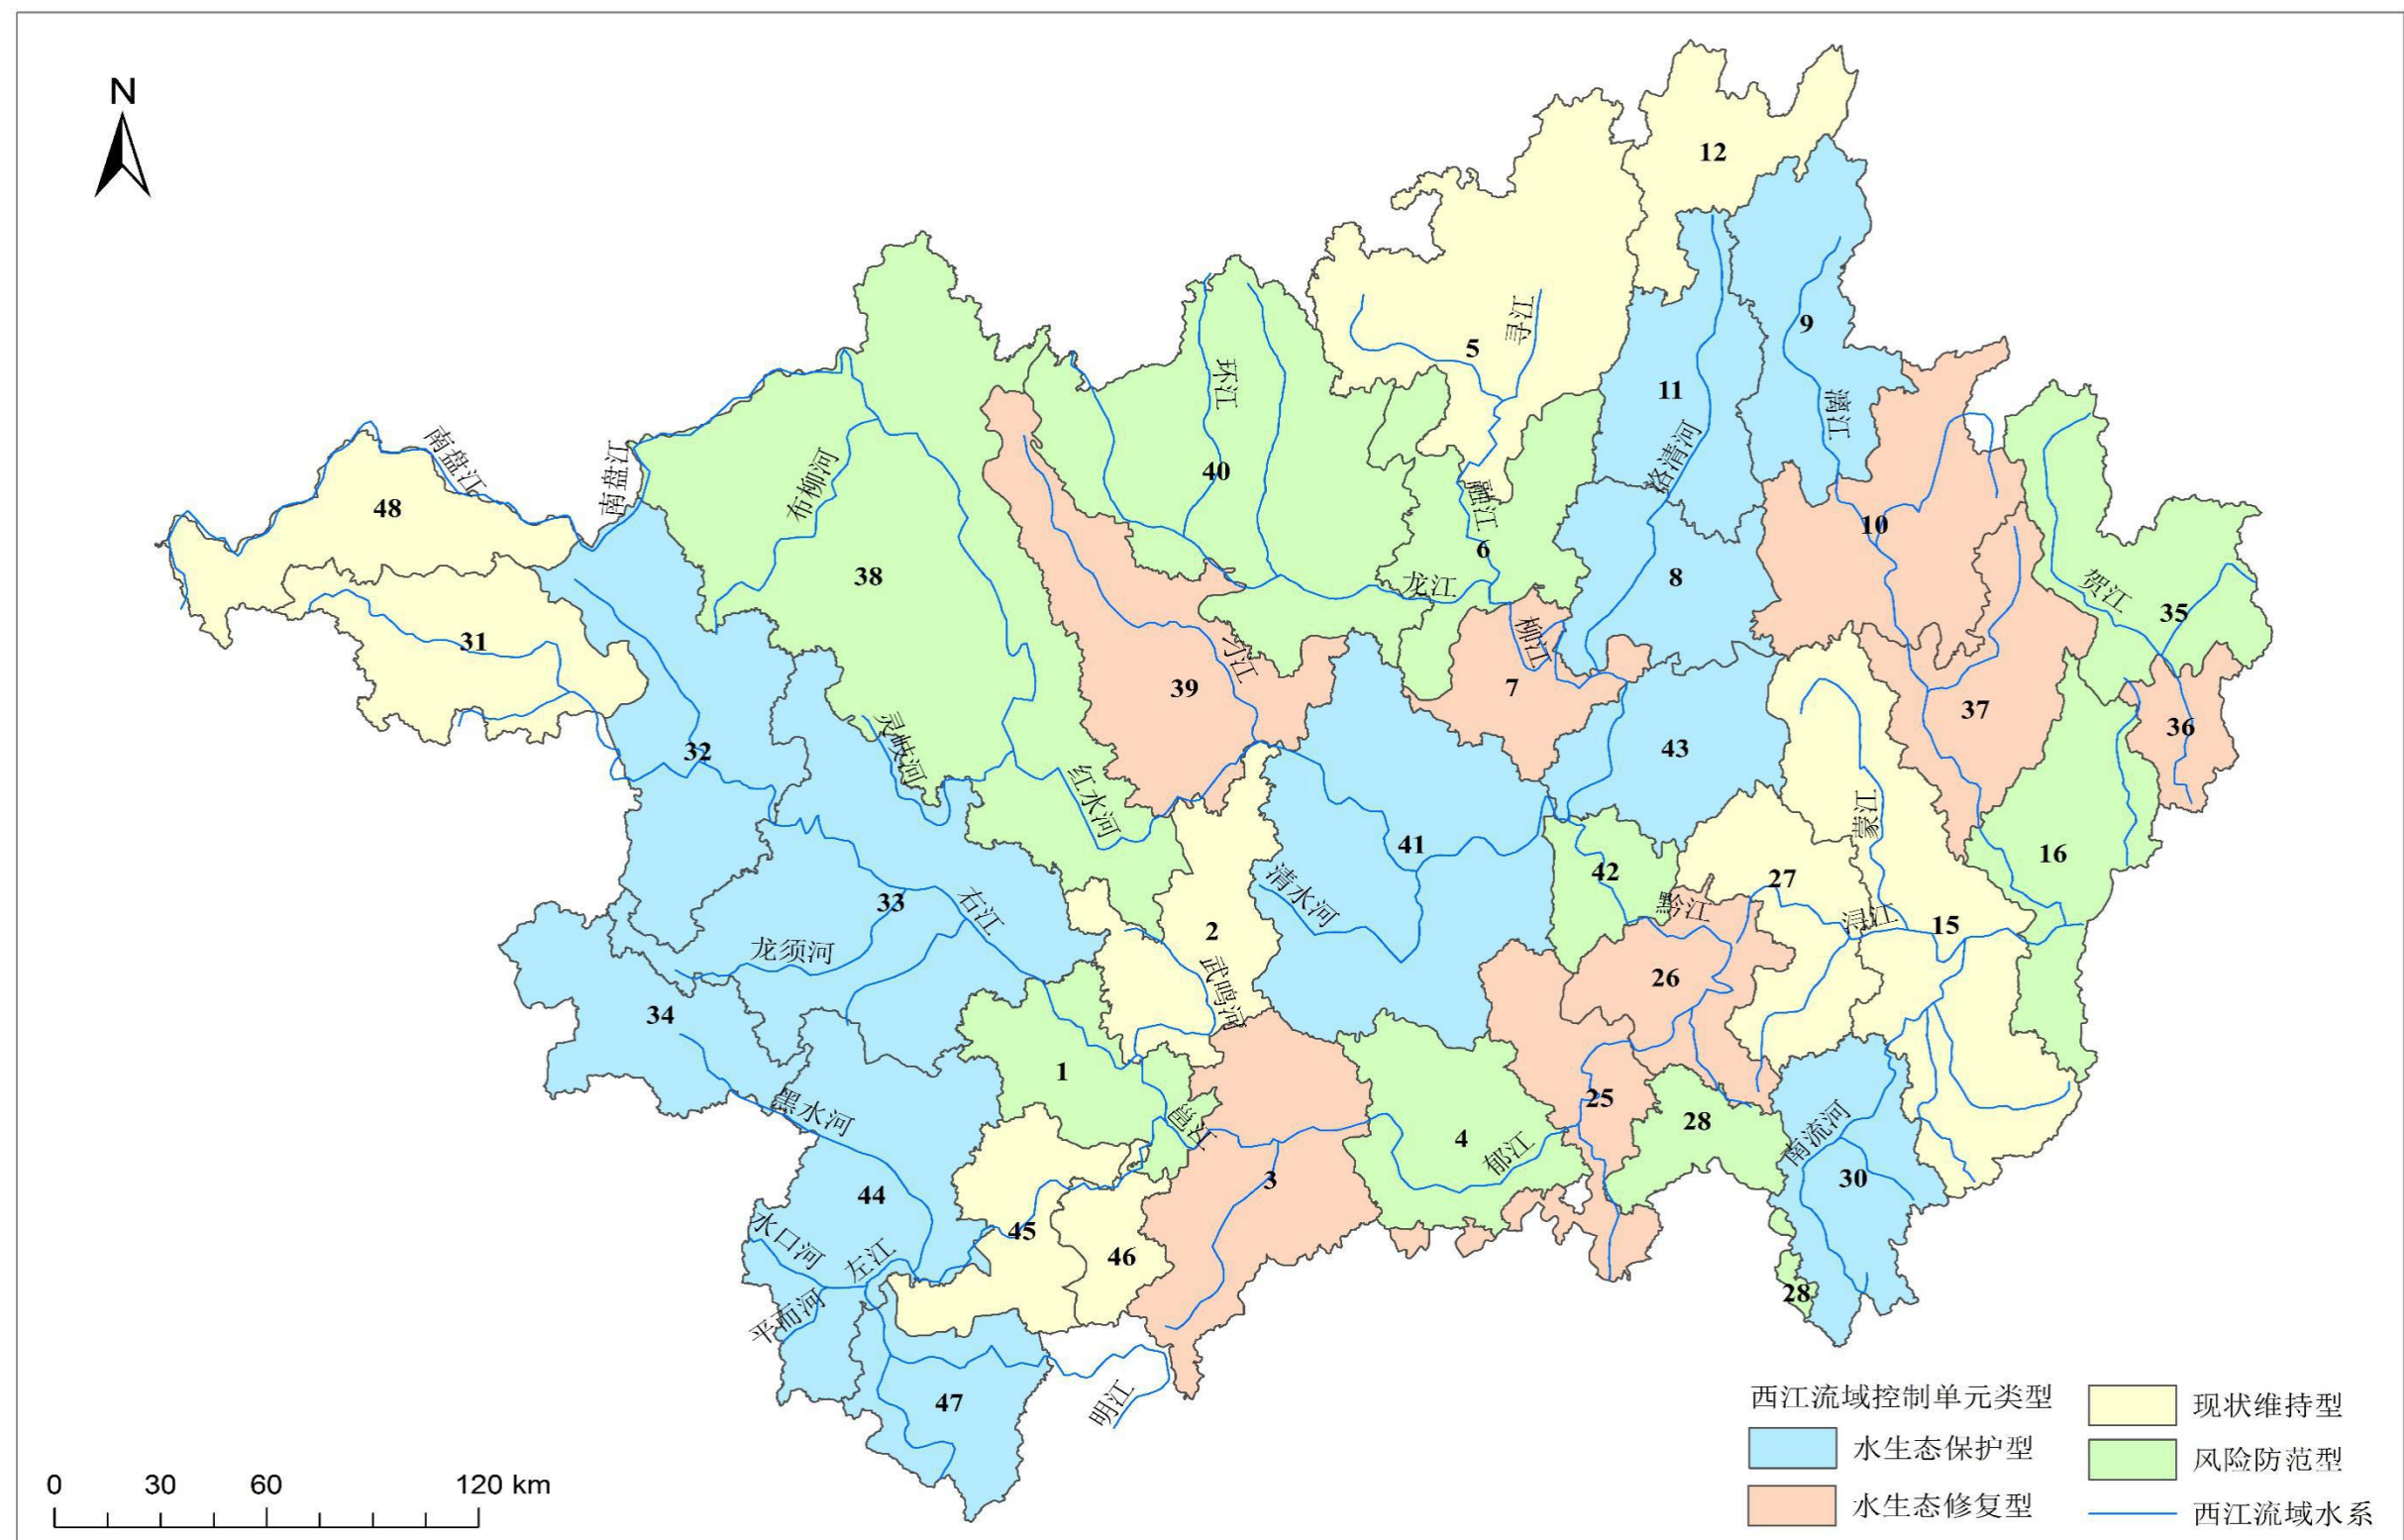 N
12
9
5
寻江
11
环江
漓江
40
洛清河
南盘江
南盘江
48
布柳河
融江
10
6
38
龙江
8
贺江
35
31
刁江
柳江
39
7
37
36
灵岐河
32
43
红水河
蒙江
41
42
16
清水河
27
33
右江
黔江
浔江
15
2
龙须河
武鸣河
26
34
1
黑水河
25
邕江
28
4
郁江
南流河
3
30
44
水口河
45
左江
46
28
平而河
47
明江
西江流域控制单元类型
水生态保护型
水生态修复型
现状维持型
风险防范型
西江流域水系
0 30 60 120 km